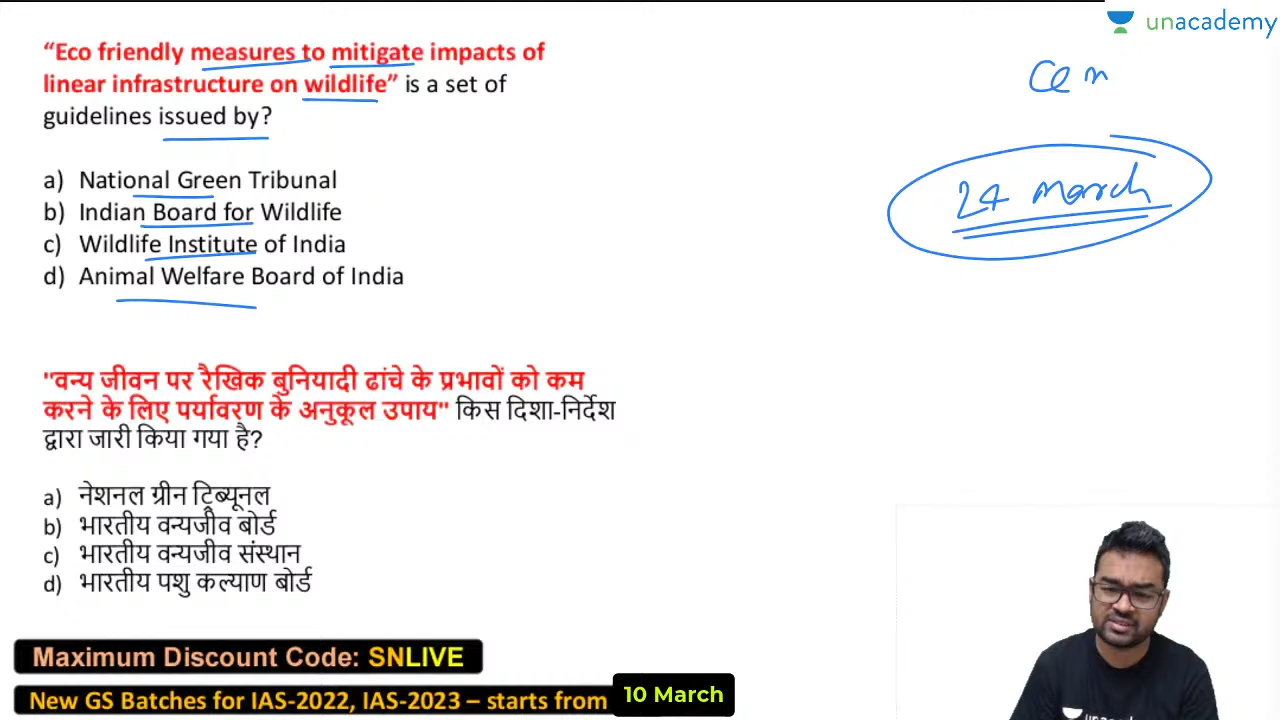 unacademy
"Eco friendly measures to mitigate impacts of
linear infrastructure on wildlife" is a set of
guidelines issued by?
a) National Green Tribunal
b) Indian Board for Wildlife
c) Wildlife Institute of India
d) Animal Welfare Board of India
24 march
"वन्य जीवन पर रैखिक बुनियादी ढांचे के प्रभावों को कम
करने के लिए पर्यावरण के अनुकूल उपाय" किस दिशा-निर्देश
द्वारा जारी किया गया है?
a) नेशनल ग्रीन ट्रिब्यूनल
b) भारतीय वन्यजीव बोर्ड
c) भारतीय वन्यजीव संस्थान
d) भारतीय पशु कल्याण बोर्ड
Maximum Discount Code: SNLIVE
New GS Batches for IAS-2022, IAS-2023 – starts from 10 March